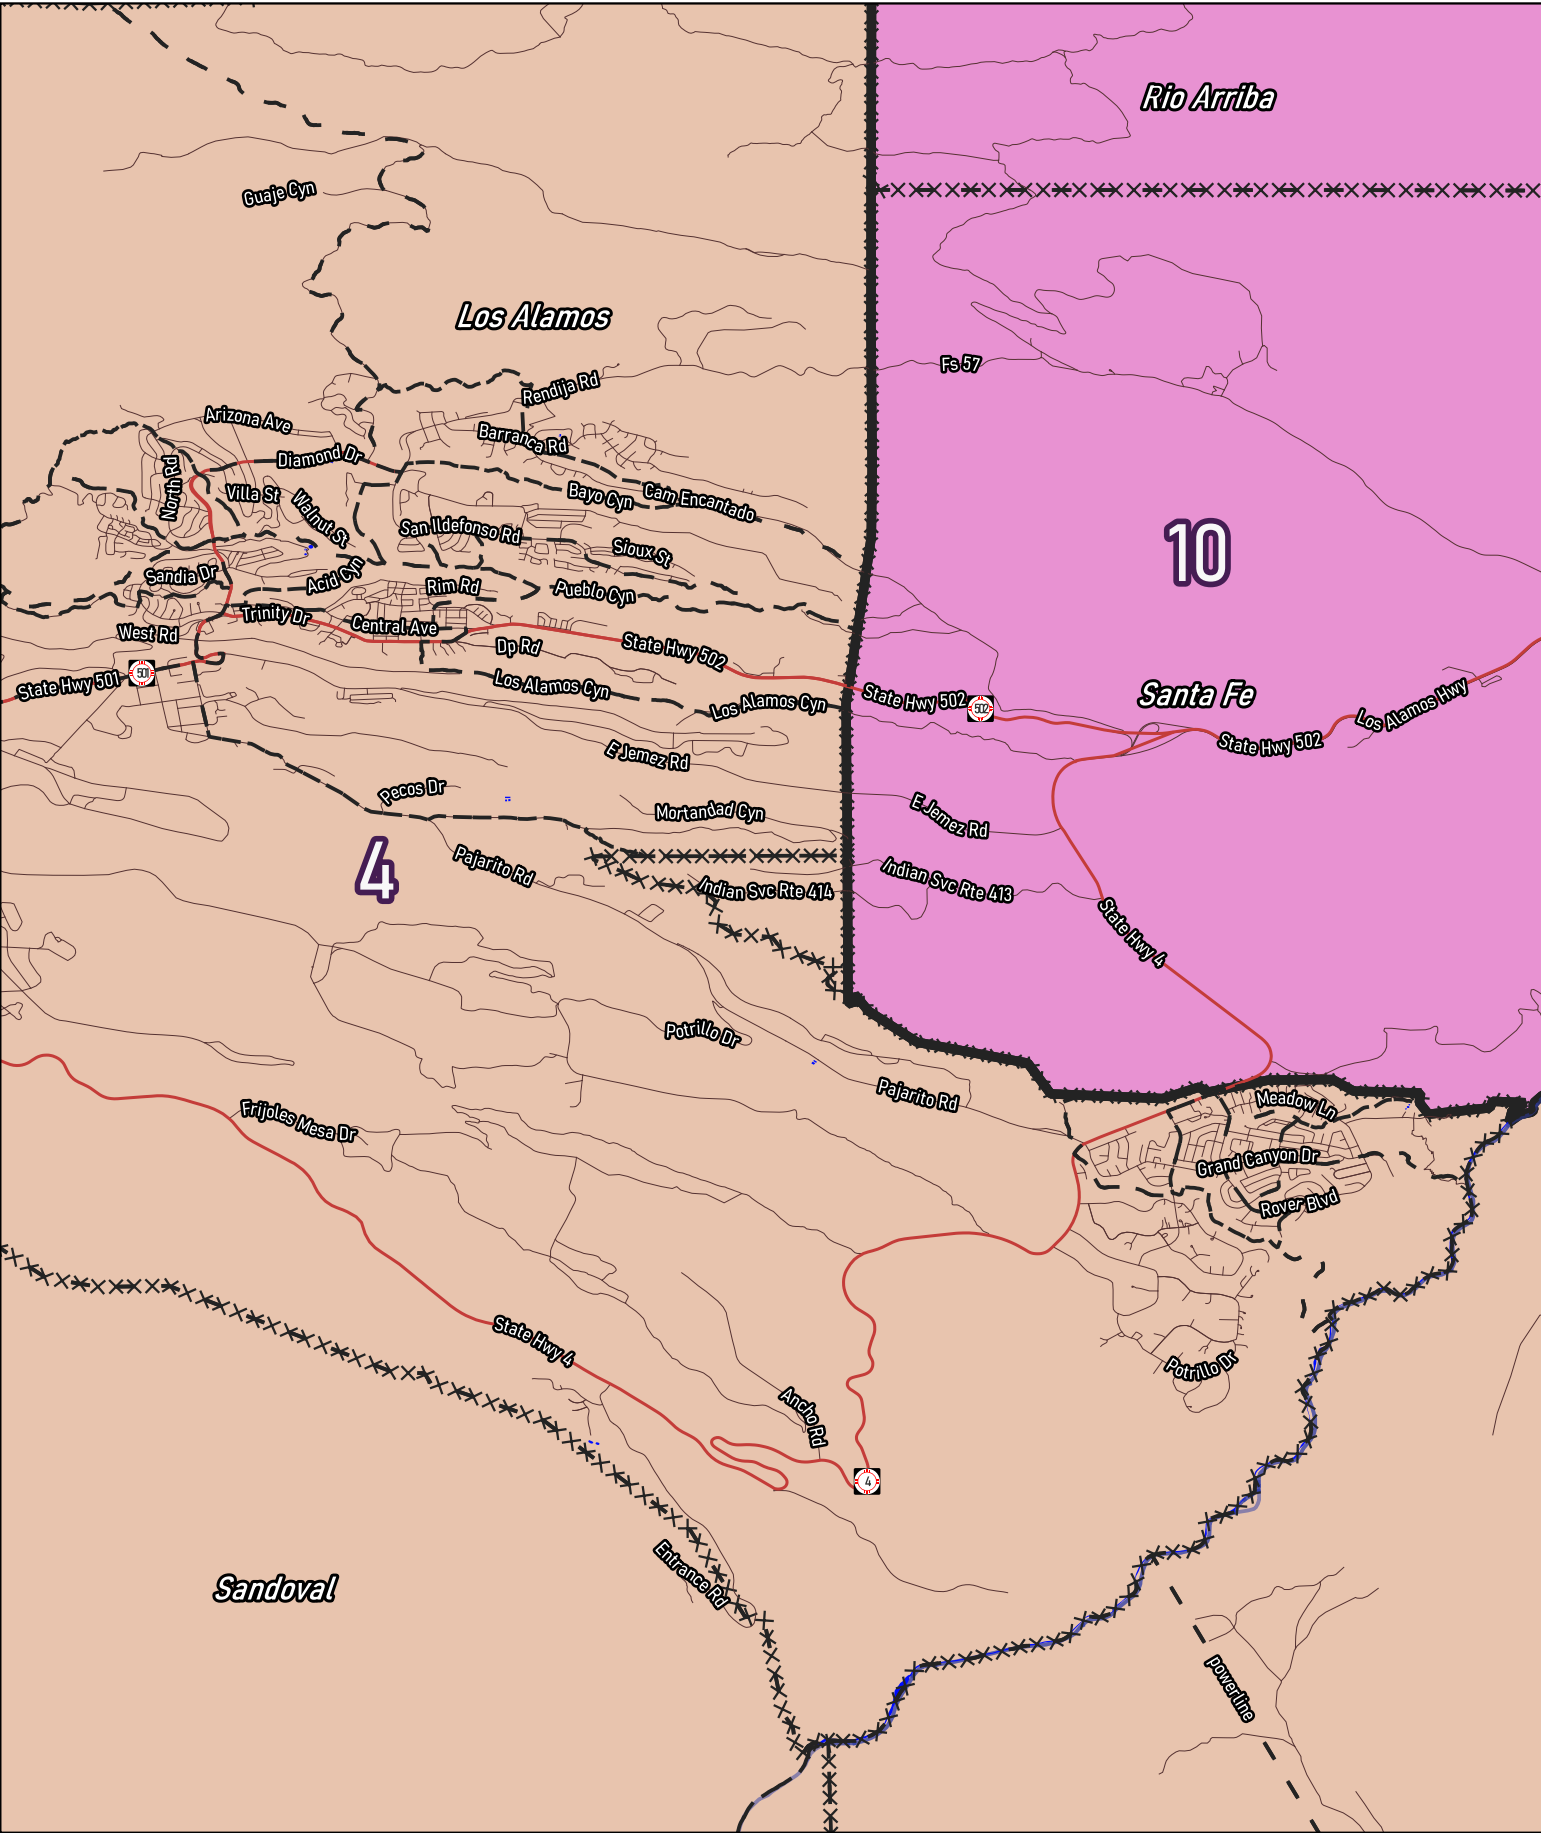 Rio Arriba
Guaje Cyn
Los Alamos
Fs 57
Rendija Rd
Arizona Ave
Barranca Rd
Diamond Dr
North Rd
Villa St
Walnut St
Bayo Cyn
Cam Encantado
San Ildefonso Rd
Sioux St
10
Sandia Dr
Acid Cyn
Rim Rd
Pueblo Cyn
Trinity Dr
Central Ave
West Rd
Dp Rd
State Hwy 502
State Hwy 501
501
Los Alamos Cyn
Los Alamos Cyn
State Hwy 502
502
Santa Fe
Los Alamos Hwy
State Hwy 502
E Jemez Rd
Pecos Dr
Mortandad Cyn
E Jemez Rd
4
Pajarito Rd
Indian Svc Rte 414
Indian Svc Rte 413
State Hwy 4
Potrillo Dr
Pajarito Rd
Meadow Ln
Frijoles Mesa Dr
Grand Canyon Dr
Rover Blvd
State Hwy 4
Potrillo Dr
Ancho Rd
4
Entrance Rd
Sandoval
powerline